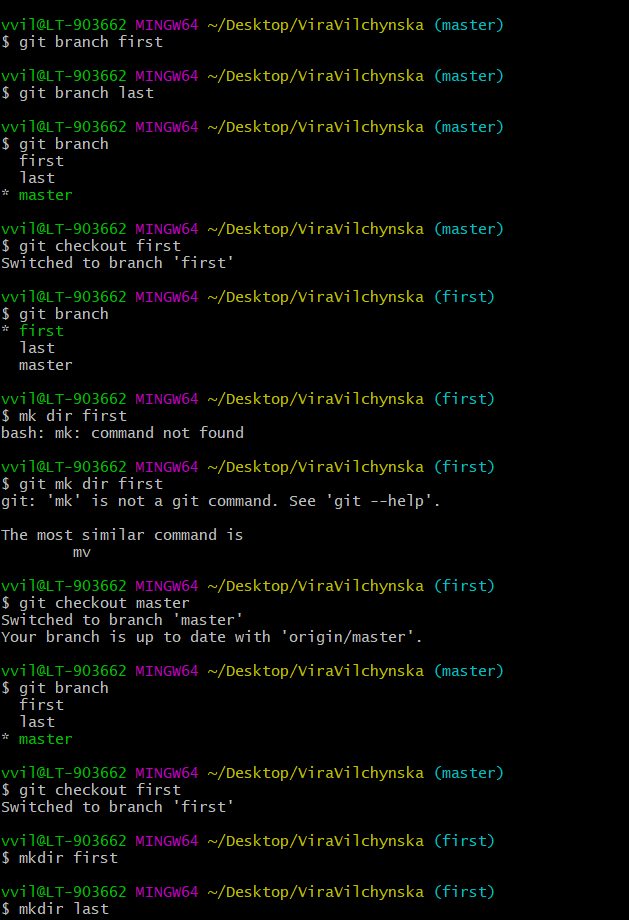 vvil@LT-903662 MINGW64 ~/Desktop/ViraVilchynska (master)
$ git branch first
vvil@LT-903662 MINGW64 ~/Desktop/ViraVilchynska (master)
$ git branch last
vvil@LT-903662 MINGW64 ~/Desktop/ViraVilchynska (master)
$ git branch
  first
  last
* master
vvil@LT-903662 MINGW64 ~/Desktop/ViraVilchynska (master)
$ git checkout first
Switched to branch 'first'
vvil@LT-903662 MINGW64 ~/Desktop/ViraVilchynska (first)
$ git branch
* first
  last
  master
vvil@LT-903662 MINGW64 ~/Desktop/ViraVilchynska (first)
$ mk dir first
bash: mk: command not found
vvil@LT-903662 MINGW64 ~/Desktop/ViraVilchynska (first)
$ git mk dir first
git: 'mk' is not a git command. See 'git --help'.
The most similar command is
        mv
vvil@LT-903662 MINGW64 ~/Desktop/ViraVilchynska (first)
$ git checkout master
Switched to branch 'master'
Your branch is up to date with 'origin/master'.
vvil@LT-903662 MINGW64 ~/Desktop/ViraVilchynska (master)
$ git branch
  first
  last
* master
vvil@LT-903662 MINGW64 ~/Desktop/ViraVilchynska (master)
$ git checkout first
Switched to branch 'first'
vvil@LT-903662 MINGW64 ~/Desktop/ViraVilchynska (first)
$ mkdir first
vvil@LT-903662 MINGW64 ~/Desktop/ViraVilchynska (first)
$ mkdir last